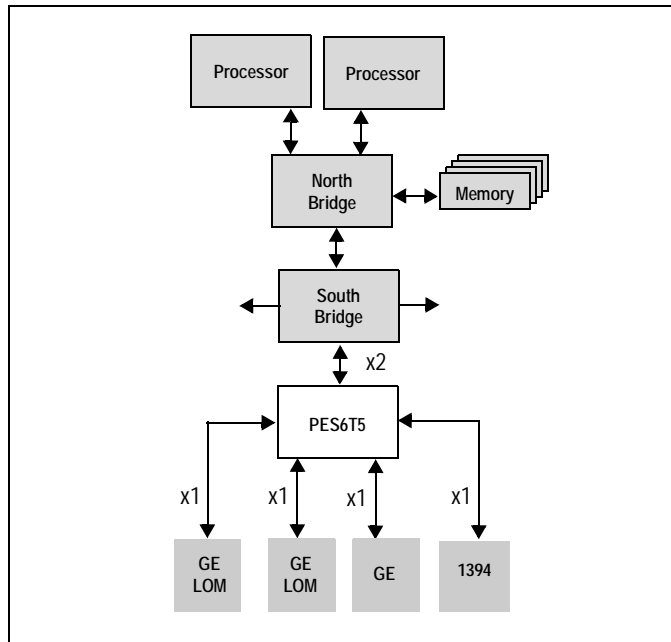 Processor
Processor
North
Bridge
Memory
South
Bridge
x2
PES6T5
x1
x1
x1
x1
GE
LOM
GE
LOM
GE
1394